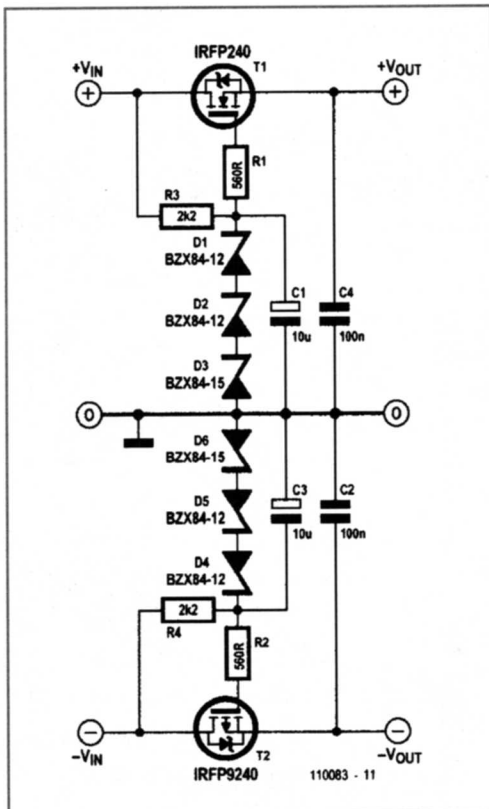 IRFP240
+VIN
T1
+VOUT
+
+
R1
560R
R3
2k2
D1
BZX84-12
D2
BZX84-12
C1
C4
10u
100n
D3
BZX84-15
0
0
D6
BZX84-15
C3
C2
D5
BZX84-12
10u
100n
D4
BZX84-12
2k2
R4
R2
560R
−
−
−VIN
T2
−VOUT
IRFP9240
110083 - 11